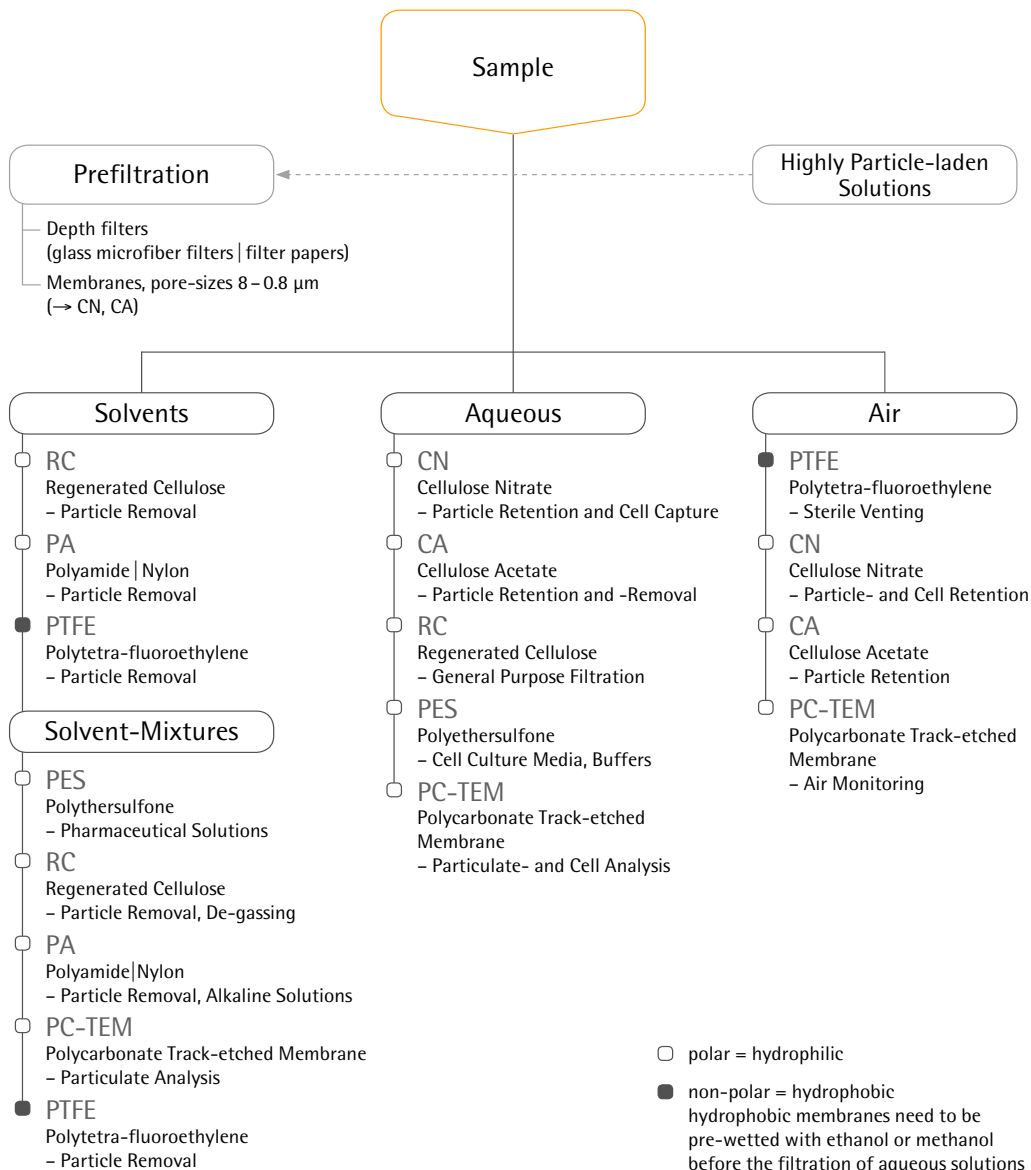 Sample
Prefiltration
Highly Particle-laden
Solutions
Depth filters
(glass microfiber filters | filter papers)
Membranes, pore-sizes 8 – 0.8 µm
(→ CN, CA)
Solvents
RC
Regenerated Cellulose
– Particle Removal
PA
Polyamide | Nylon
– Particle Removal
PTFE
Polytetra-fluoroethylene
– Particle Removal
Solvent-Mixtures
PES
Polythersulfone
– Pharmaceutical Solutions
RC
Regenerated Cellulose
– Particle Removal, De-gassing
PA
Polyamide|Nylon
– Particle Removal, Alkaline Solutions
PC-TEM
Polycarbonate Track-etched Membrane
– Particulate Analysis
PTFE
Polytetra-fluoroethylene
– Particle Removal
Aqueous
CN
Cellulose Nitrate
– Particle Retention and Cell Capture
CA
Cellulose Acetate
– Particle Retention and -Removal
RC
Regenerated Cellulose
– General Purpose Filtration
PES
Polyethersulfone
– Cell Culture Media, Buffers
PC-TEM
Polycarbonate Track-etched
Membrane
– Particulate- and Cell Analysis
Air
PTFE
Polytetra-fluoroethylene
– Sterile Venting
CN
Cellulose Nitrate
– Particle- and Cell Retention
CA
Cellulose Acetate
– Particle Retention
PC-TEM
Polycarbonate Track-etched
Membrane
– Air Monitoring
polar = hydrophilic
non-polar = hydrophobic
hydrophobic membranes need to be
pre-wetted with ethanol or methanol
before the filtration of aqueous solutions